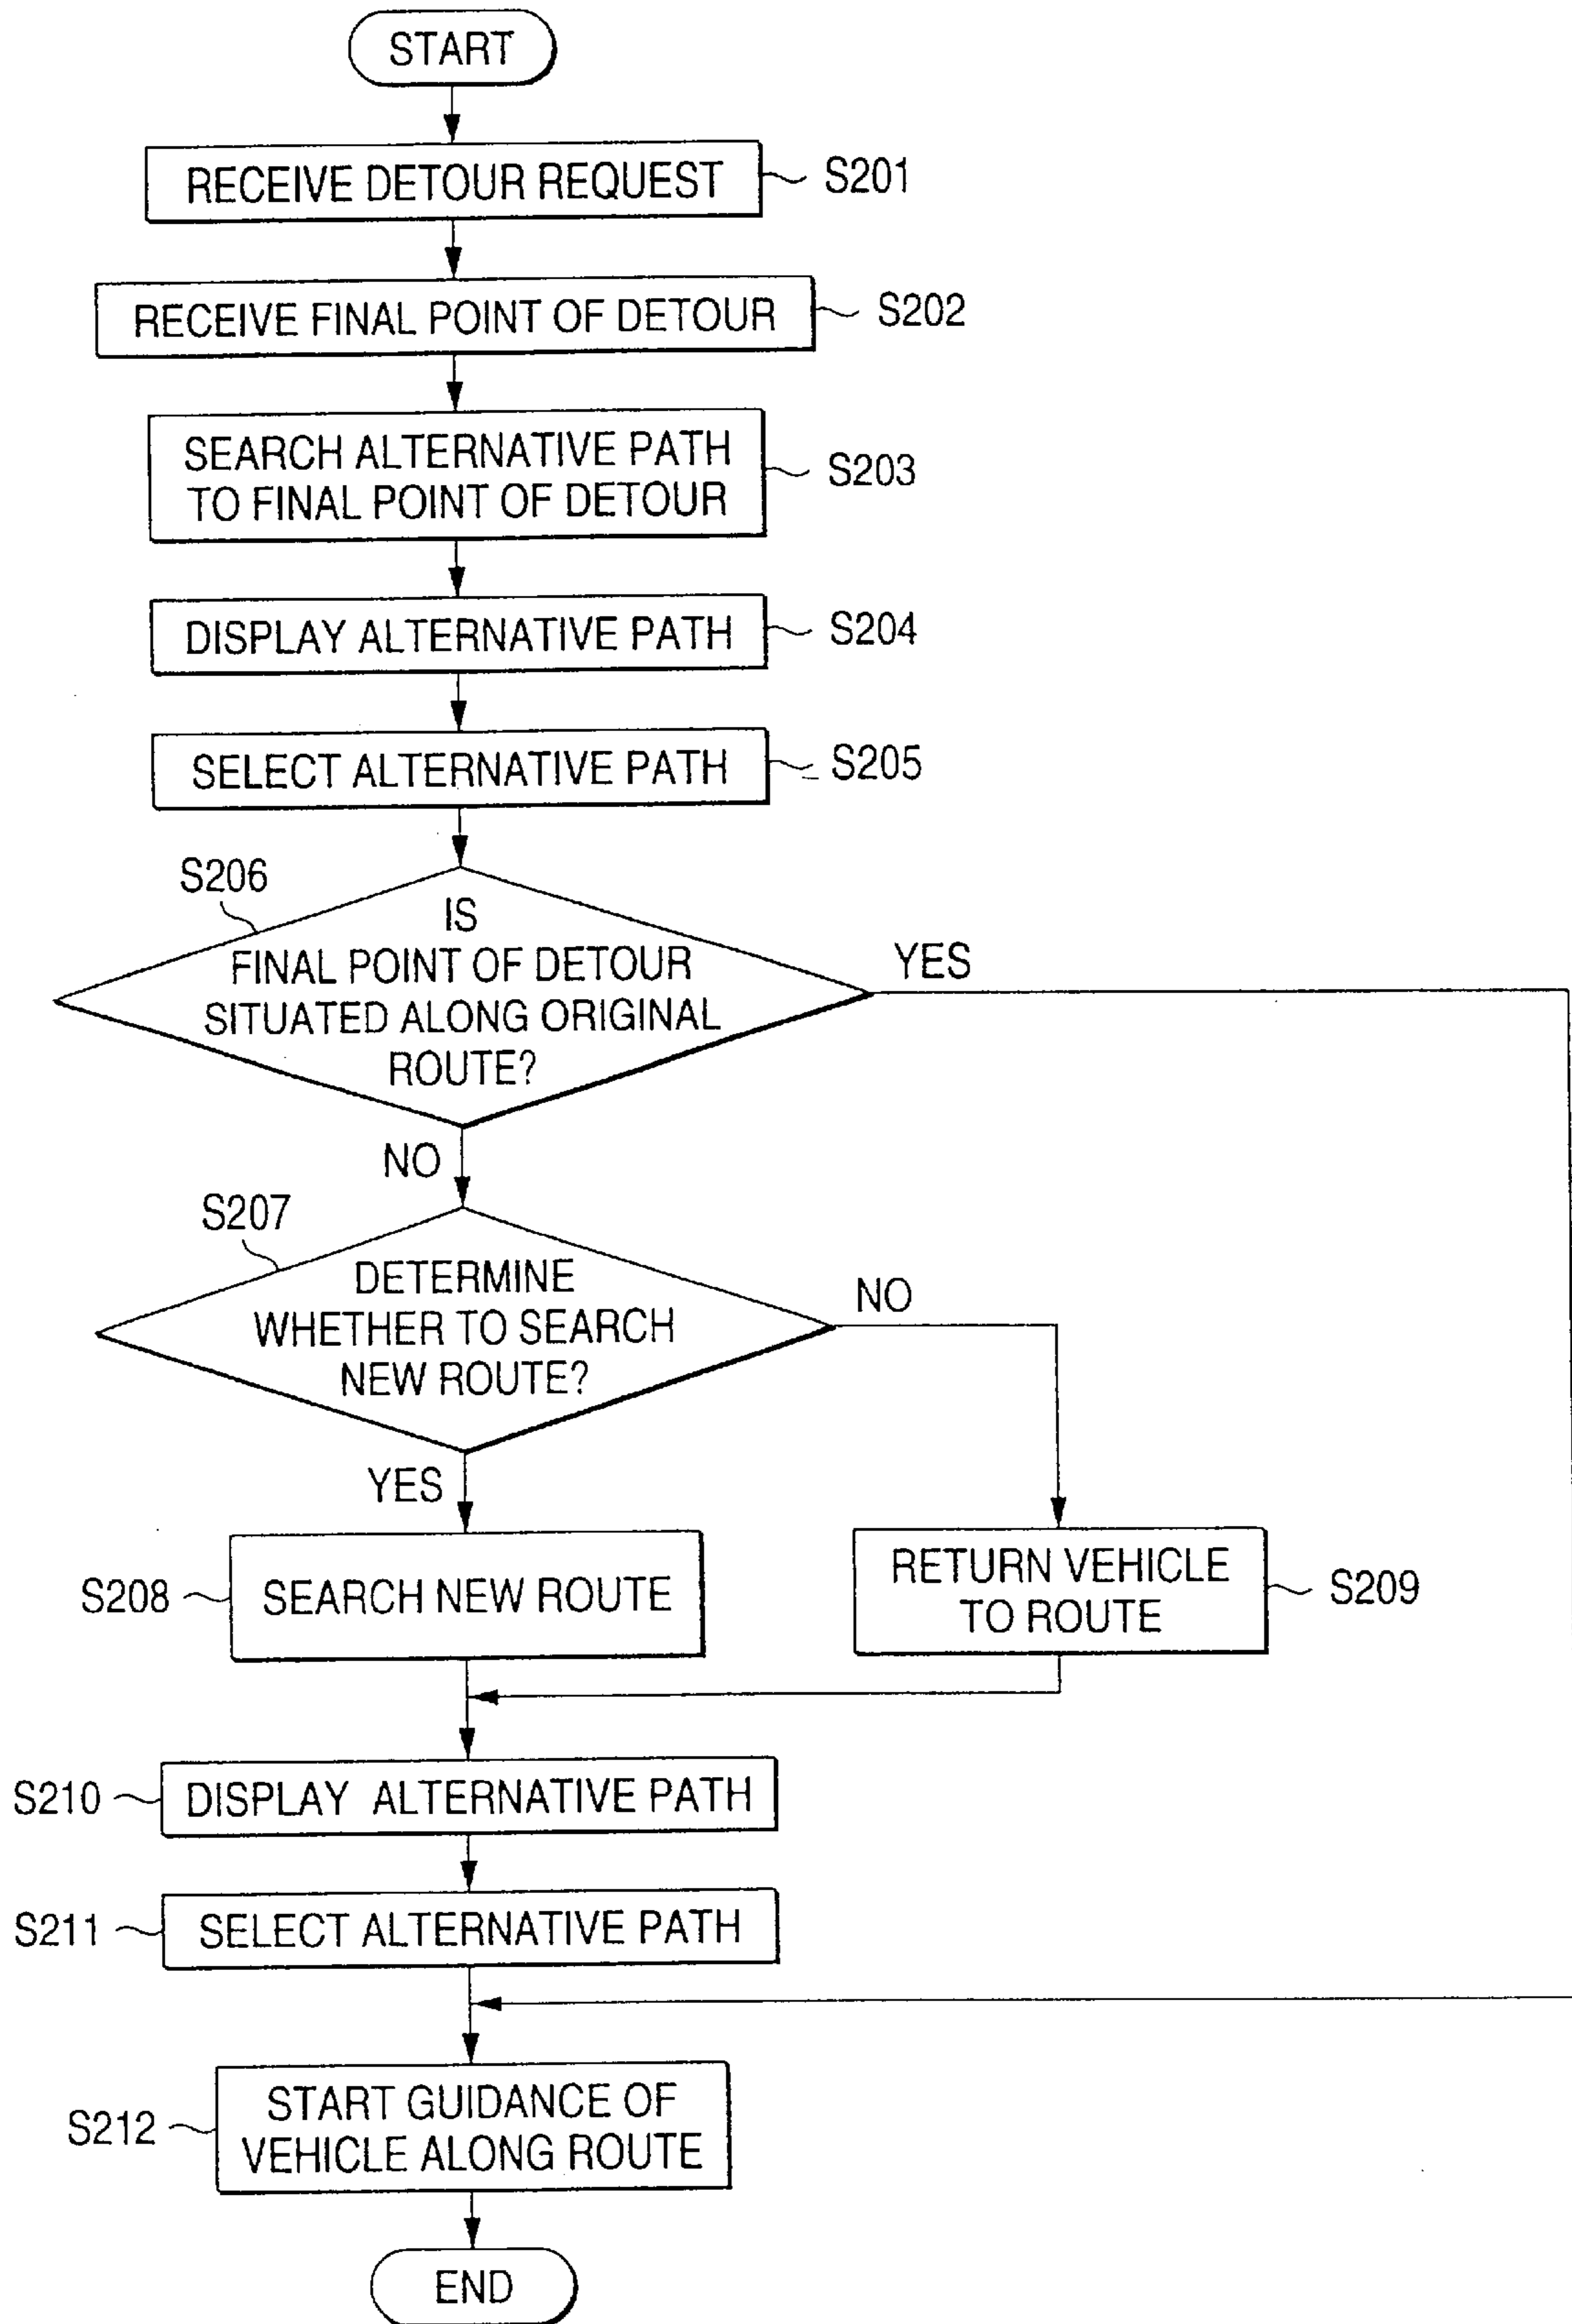 START
RECEIVE DETOUR REQUEST
S201
RECEIVE FINAL POINT OF DETOUR
S202
SEARCH ALTERNATIVE PATH
TO FINAL POINT OF DETOUR
S203
DISPLAY ALTERNATIVE PATH
S204
SELECT ALTERNATIVE PATH
S205
S206
IS
FINAL POINT OF DETOUR
SITUATED ALONG ORIGINAL
ROUTE?
YES
NO
S207
DETERMINE
WHETHER TO SEARCH
NEW ROUTE?
NO
YES
S208
SEARCH NEW ROUTE
RETURN VEHICLE
TO ROUTE
S209
S210
DISPLAY ALTERNATIVE PATH
S211
SELECT ALTERNATIVE PATH
S212
START GUIDANCE OF
VEHICLE ALONG ROUTE
END